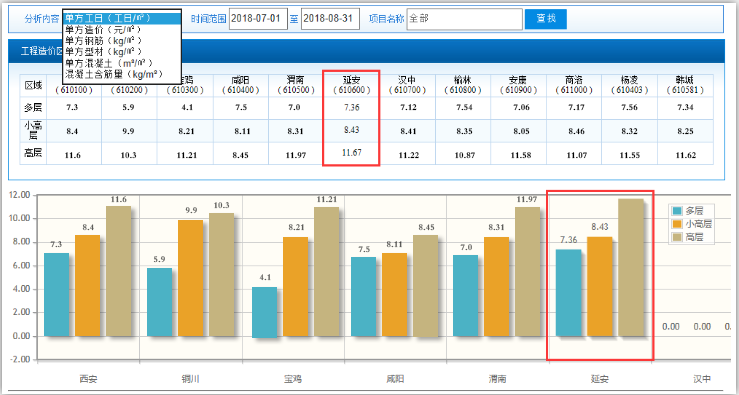 分析内容 单方工日（工日/㎡） 时间范围 2018-07-01 至 2018-08-31 项目名称 全部 查 找
单方造价（元/㎡）
单方钢筋（kg/㎡）
单方型材（kg/㎡）
单方混凝土（m³/㎡）
混凝土含筋量（kg/m³）
工程造价区
区域 (610100) (610200) 宝鸡(610300) 咸阳(610400) 渭南(610500) 延安(610600) 汉中(610700) 榆林(610800) 安康(610900) 商洛(611000) 杨凌(610403) 韩城(610581)
多层 7.3 5.9 4.1 7.5 7.0 7.36 7.12 7.54 7.06 7.17 7.56 7.34
小高层 8.4 9.9 8.21 8.11 8.31 8.43 8.41 8.35 8.05 8.46 8.32 8.25
高层 11.6 10.3 11.21 8.45 11.97 11.67 11.22 10.87 11.58 11.07 11.55 11.62
12.00
10.00
8.00
6.00
4.00
2.00
0.00
-2.00
7.3 8.4 11.6
5.9 9.9 10.3
4.1 8.21 11.21
7.5 8.11 8.45
7.0 8.31 11.97
7.36 8.43
0.00 0.00 0.
多层
小高层
高层
西安 铜川 宝鸡 咸阳 渭南 延安 汉中